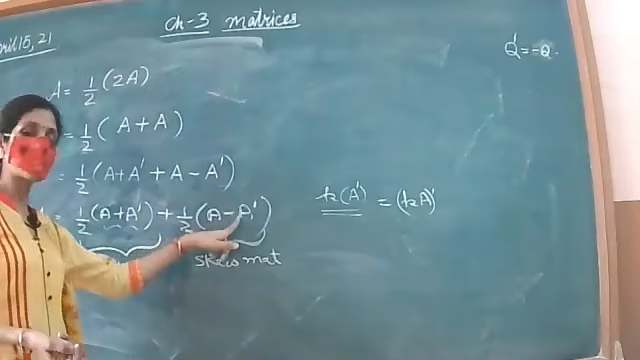 Ch-3 matrices
April 15, 21
Q' = -Q.
A = 1/2 (2A)
= 1/2 (A + A)
= 1/2 (A + A' + A - A')
= 1/2 (A + A') + 1/2 (A - A')
k(A') = (kA)'
Skew mat